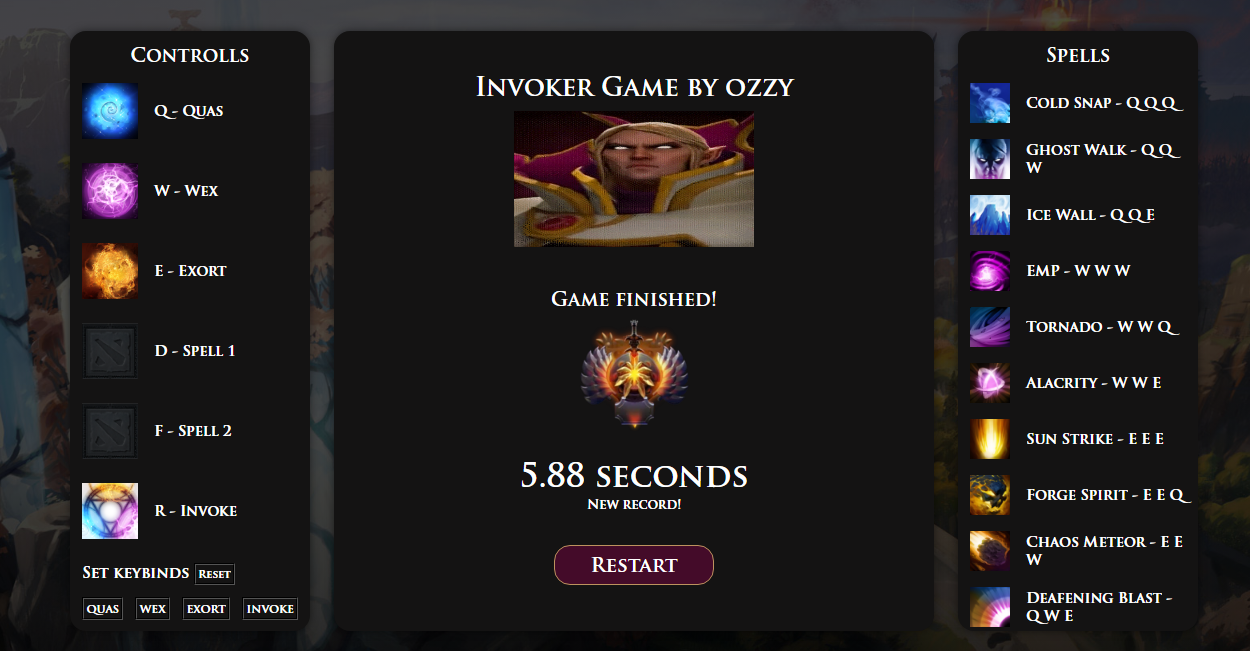 Controlls
Q - Quas
W - Wex
E - Exort
D - Spell 1
F - Spell 2
R - Invoke
Set keybinds Reset
quas wex exort invoke
Invoker Game by ozzy
Game finished!
5.88 seconds
New record!
Restart
Spells
Cold Snap - Q Q Q
Ghost Walk - Q Q
W
Ice Wall - Q Q E
EMP - W W W
Tornado - W W Q
Alacrity - W W E
Sun Strike - E E E
Forge Spirit - E E Q
Chaos Meteor - E E
W
Deafening Blast -
Q W E